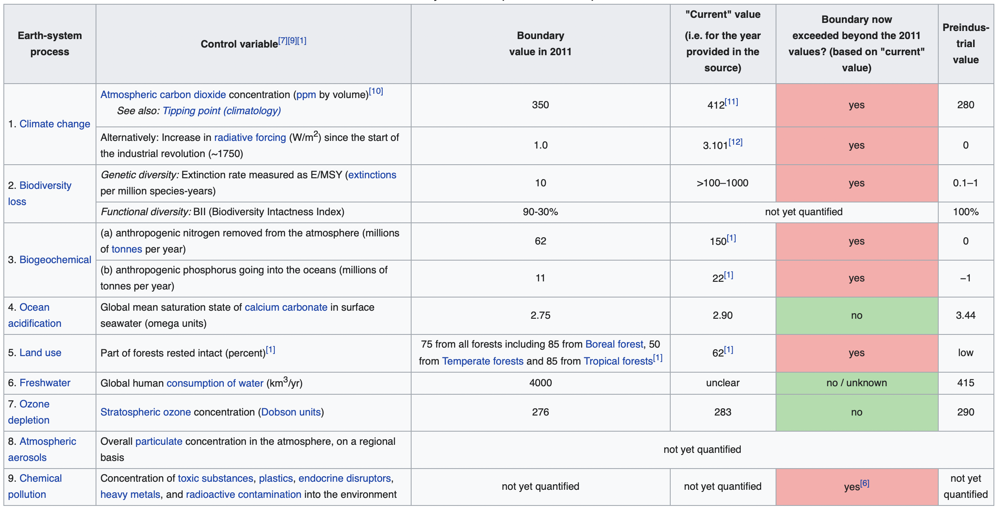 Earth-system process
Control variable[7][9][1]
Boundary
value in 2011
"Current" value
(i.e. for the year
provided in the
source)
Boundary now
exceeded beyond the 2011
values? (based on "current"
value)
Preindus-
trial
value
1. Climate change
Atmospheric carbon dioxide concentration (ppm by volume)[10]
See also: Tipping point (climatology)
350
412[11]
yes
280
Alternatively: Increase in radiative forcing (W/m2) since the start of
the industrial revolution (~1750)
1.0
3.101[12]
yes
0
2. Biodiversity
loss
Genetic diversity: Extinction rate measured as E/MSY (extinctions
per million species-years)
10
>100–1000
yes
0.1–1
Functional diversity: BII (Biodiversity Intactness Index)
90-30%
not yet quantified
100%
3. Biogeochemical
(a) anthropogenic nitrogen removed from the atmosphere (millions
of tonnes per year)
62
150[1]
yes
0
(b) anthropogenic phosphorus going into the oceans (millions of
tonnes per year)
11
22[1]
yes
−1
4. Ocean
acidification
Global mean saturation state of calcium carbonate in surface
seawater (omega units)
2.75
2.90
no
3.44
5. Land use
Part of forests rested intact (percent)[1]
75 from all forests including 85 from Boreal forest, 50
from Temperate forests and 85 from Tropical forests[1]
62[1]
yes
low
6. Freshwater
Global human consumption of water (km3/yr)
4000
unclear
no / unknown
415
7. Ozone
depletion
Stratospheric ozone concentration (Dobson units)
276
283
no
290
8. Atmospheric
aerosols
Overall particulate concentration in the atmosphere, on a regional
basis
not yet quantified
9. Chemical
pollution
Concentration of toxic substances, plastics, endocrine disruptors,
heavy metals, and radioactive contamination into the environment
not yet quantified
not yet quantified
yes[6]
not yet
quantified